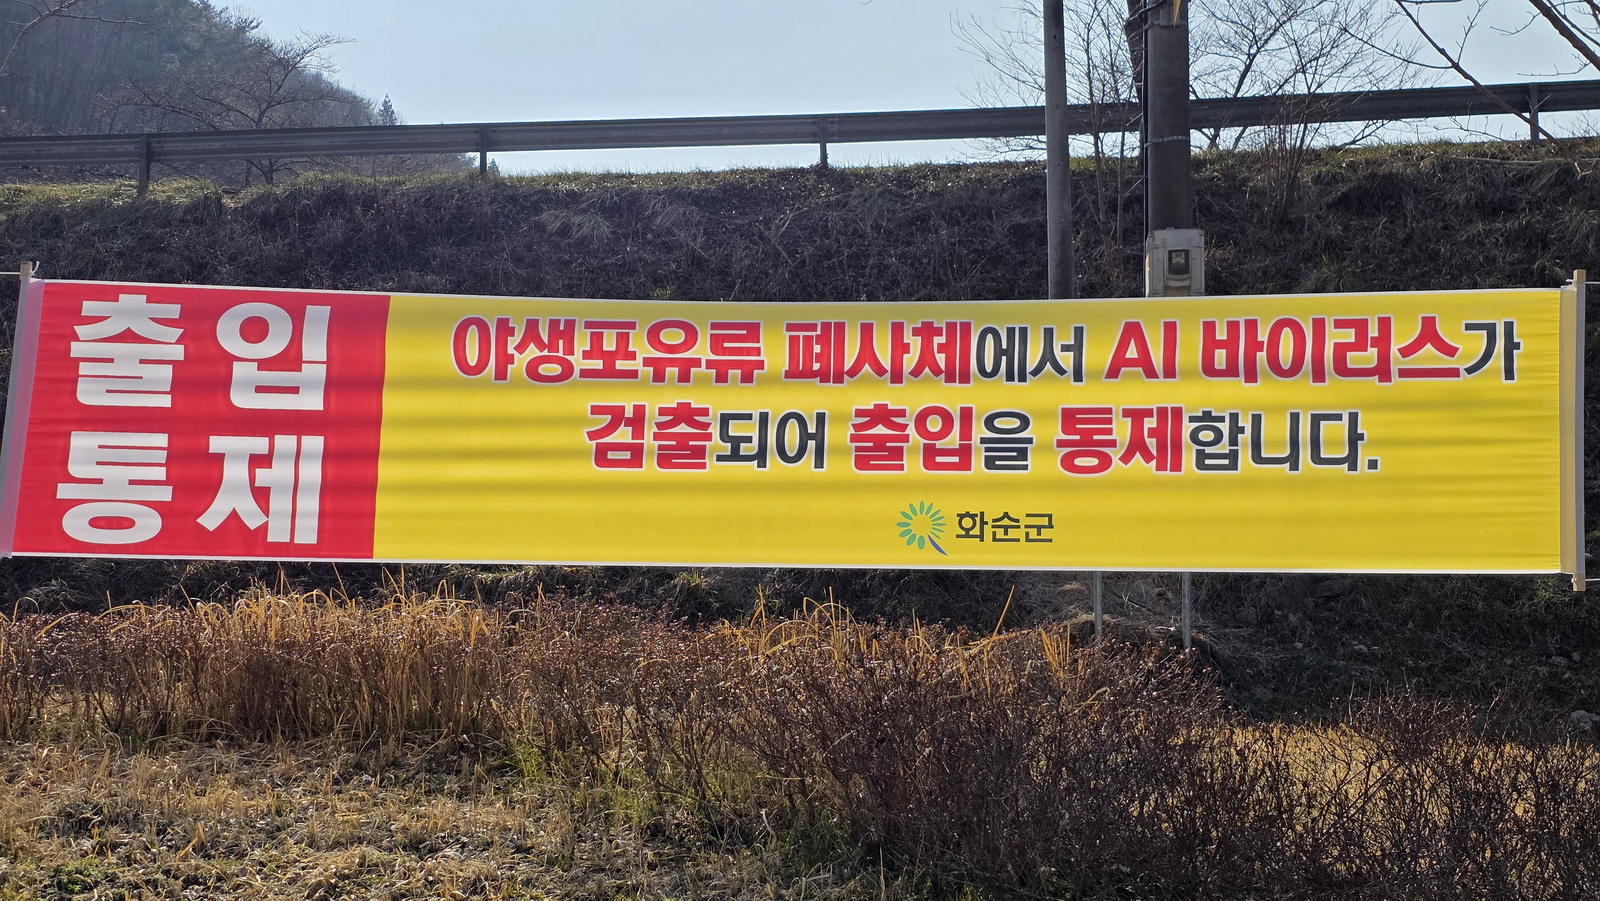 출입
통제
야생포유류 폐사체에서 AI 바이러스가
검출되어 출입을 통제합니다.
화순군